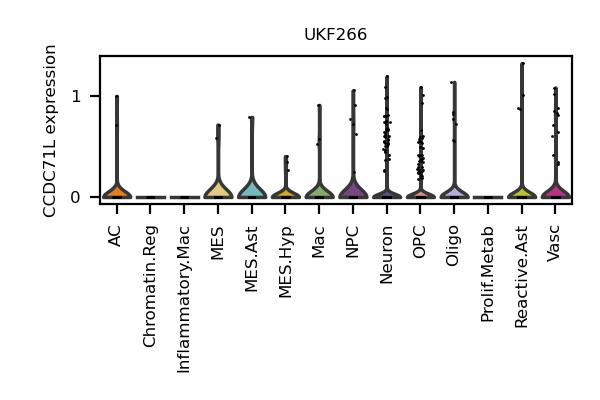 UKF266
CCDC71L expression
1
0
AC
Chromatin.Reg
Inflammatory.Mac
MES
MES.Ast
MES.Hyp
Mac
NPC
Neuron
OPC
Oligo
Prolif.Metab
Reactive.Ast
Vasc